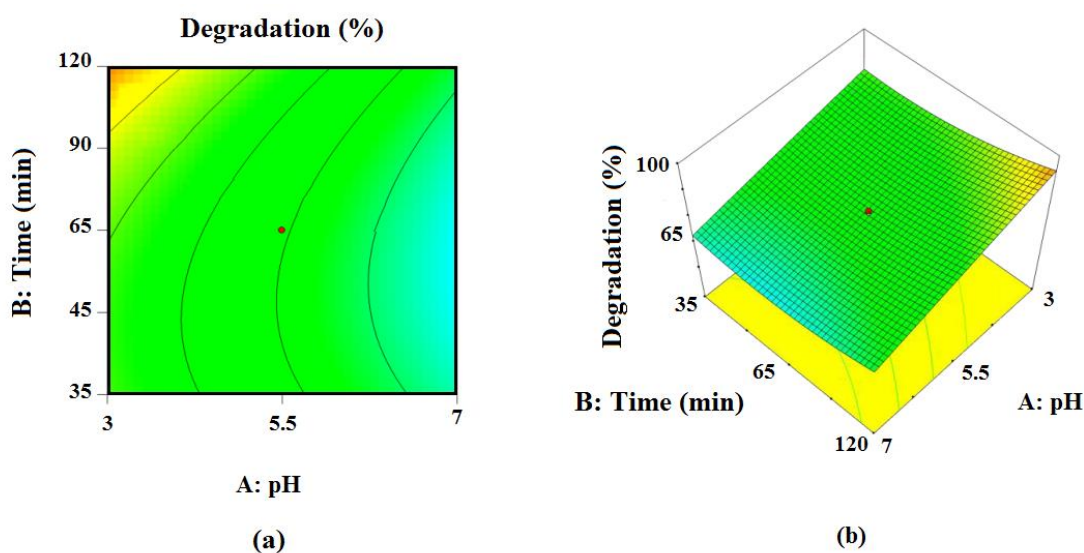 Degradation (%)
B: Time (min)
120
90
65
45
35
3
5.5
7
A: pH
(a)
Degradation (%)
100
65
35
65
120
7
5.5
3
B: Time (min)
A: pH
(b)